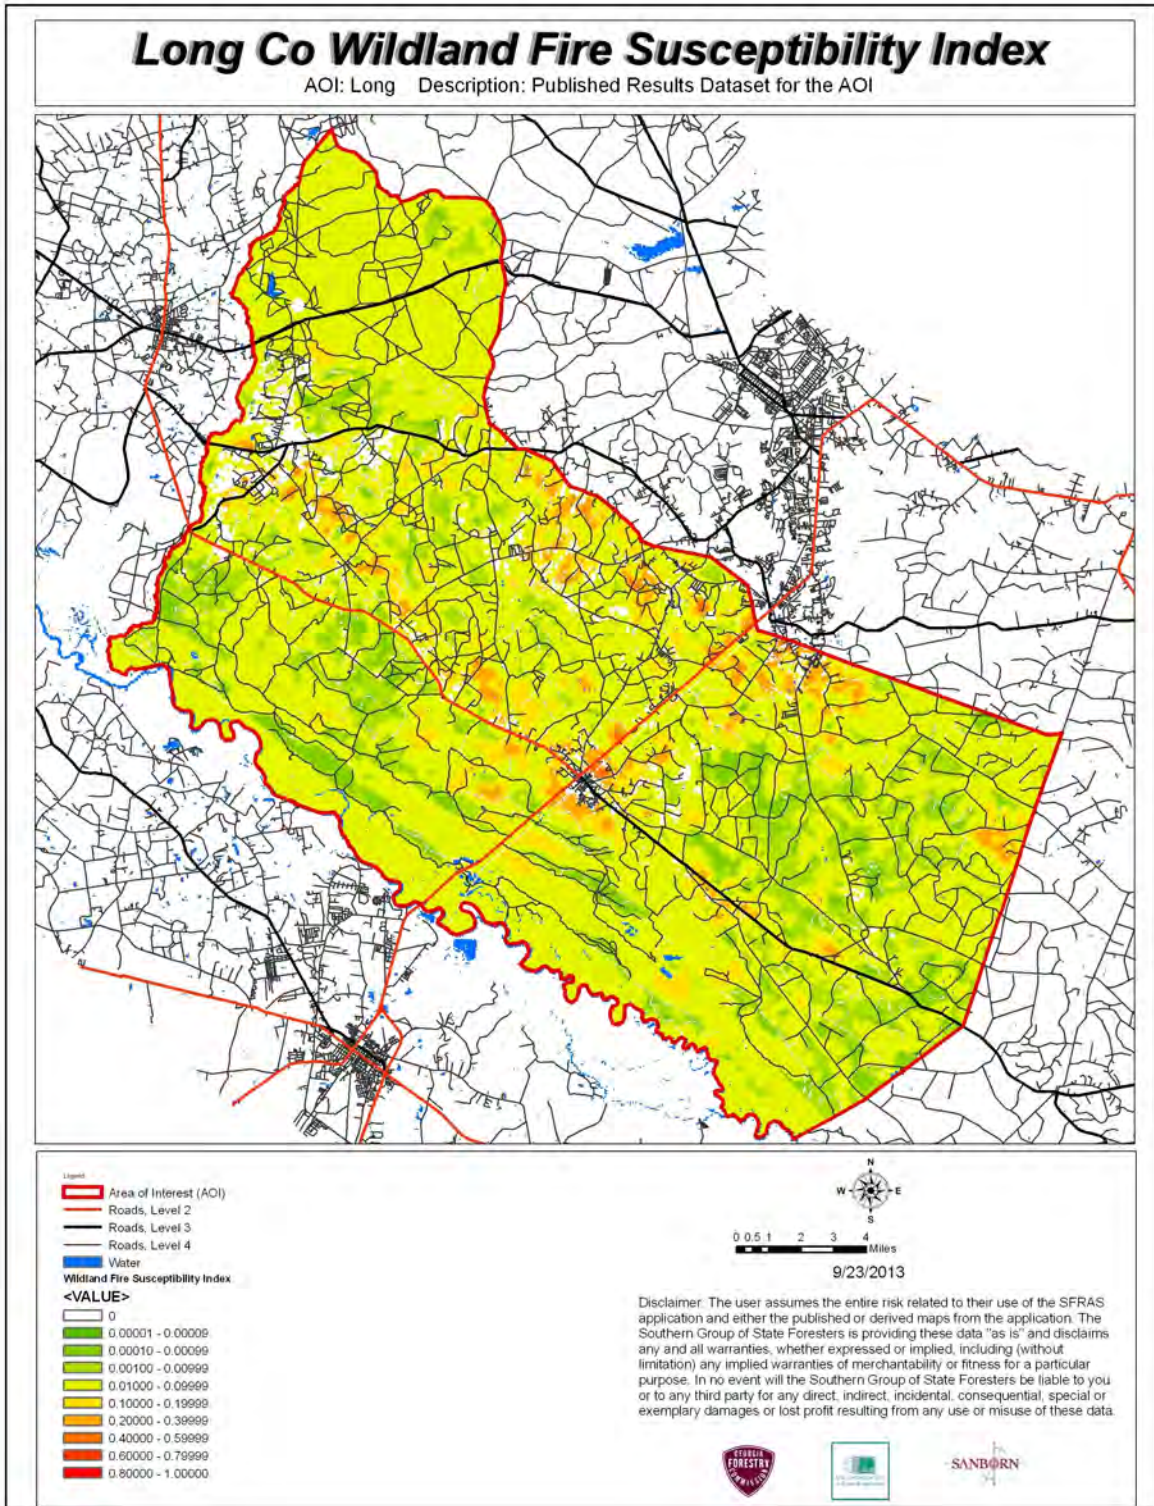 Long Co Wildland Fire Susceptibility Index
AOI: Long Description: Published Results Dataset for the AOI
Legend
Area of Interest (AOI)
Roads, Level 2
Roads, Level 3
Roads, Level 4
Water
Wildland Fire Susceptibility Index
<VALUE>
0
0.00001 - 0.00009
0.00010 - 0.00099
0.00100 - 0.00999
0.01000 - 0.09999
0.10000 - 0.19999
0.20000 - 0.39999
0.40000 - 0.59999
0.60000 - 0.79999
0.80000 - 1.00000
N
W E
S
0 0.5 1 2 3 4
Miles
9/23/2013
Disclaimer: The user assumes the entire risk related to their use of the SFRAS
application and either the published or derived maps from the application. The
Southern Group of State Foresters is providing these data "as is" and disclaims
any and all warranties, whether expressed or implied, including (without
limitation) any implied warranties of merchantability or fitness for a particular
purpose. In no event will the Southern Group of State Foresters be liable to you
or to any third party for any direct, indirect, incidental, consequential, special or
exemplary damages or lost profit resulting from any use or misuse of these data.
GEORGIA
FORESTRY
COMMISSION
SANBORN